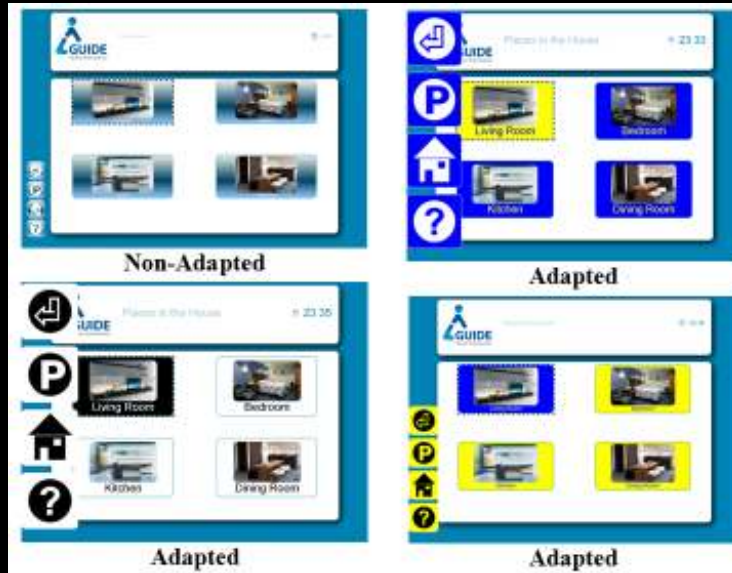 GUIDE
Non-Adapted
GUIDE
Places in the House
23 33
P
Living Room
Bedroom
?
Kitchen
Dining Room
Adapted
GUIDE
Places in the House
23 35
P
Living Room
Bedroom
?
Kitchen
Dining Room
Adapted
GUIDE
P
?
Adapted